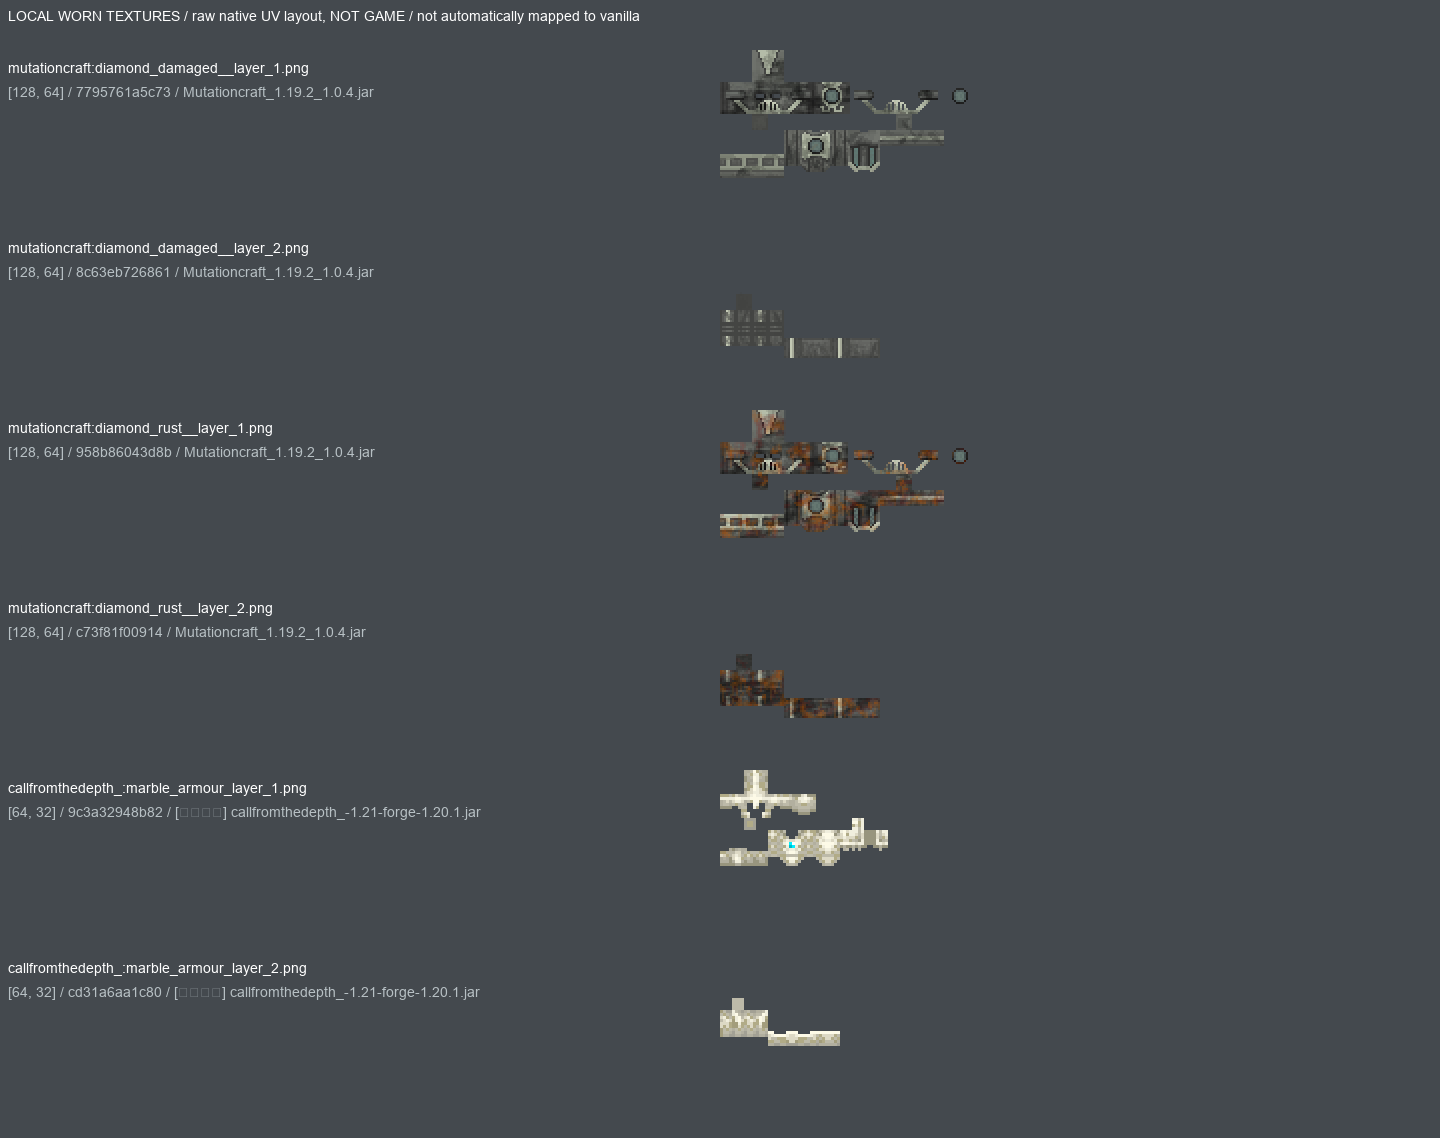 LOCAL WORN TEXTURES / raw native UV layout, NOT GAME / not automatically mapped to vanilla
mutationcraft:diamond_damaged__layer_1.png
[128, 64] / 7795761a5c73 / Mutationcraft_1.19.2_1.0.4.jar
mutationcraft:diamond_damaged__layer_2.png
[128, 64] / 8c63eb726861 / Mutationcraft_1.19.2_1.0.4.jar
mutationcraft:diamond_rust__layer_1.png
[128, 64] / 958b86043d8b / Mutationcraft_1.19.2_1.0.4.jar
mutationcraft:diamond_rust__layer_2.png
[128, 64] / c73f81f00914 / Mutationcraft_1.19.2_1.0.4.jar
callfromthedepth_:marble_armour_layer_1.png
[64, 32] / 9c3a32948b82 / [□□□□] callfromthedepth_-1.21-forge-1.20.1.jar
callfromthedepth_:marble_armour_layer_2.png
[64, 32] / cd31a6aa1c80 / [□□□□] callfromthedepth_-1.21-forge-1.20.1.jar